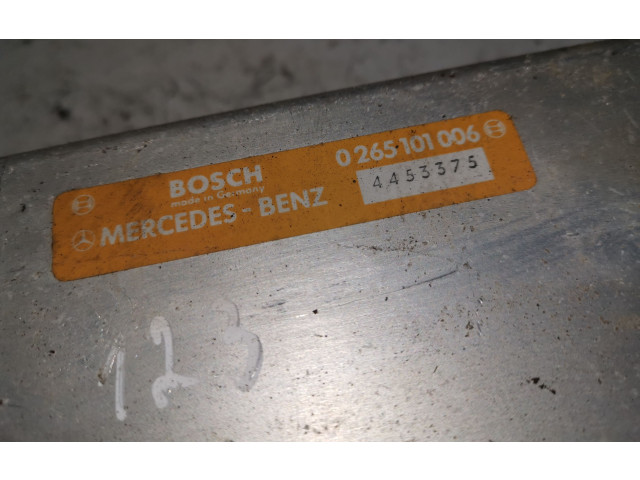 BOSCH
made in Germany
0 265 101 006
4453375
MERCEDES - BENZ
123